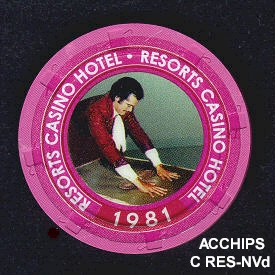 RESORTS CASINO HOTEL • RESORTS CASINO HOTEL
1981
ACCHIPS
C RES-NVd